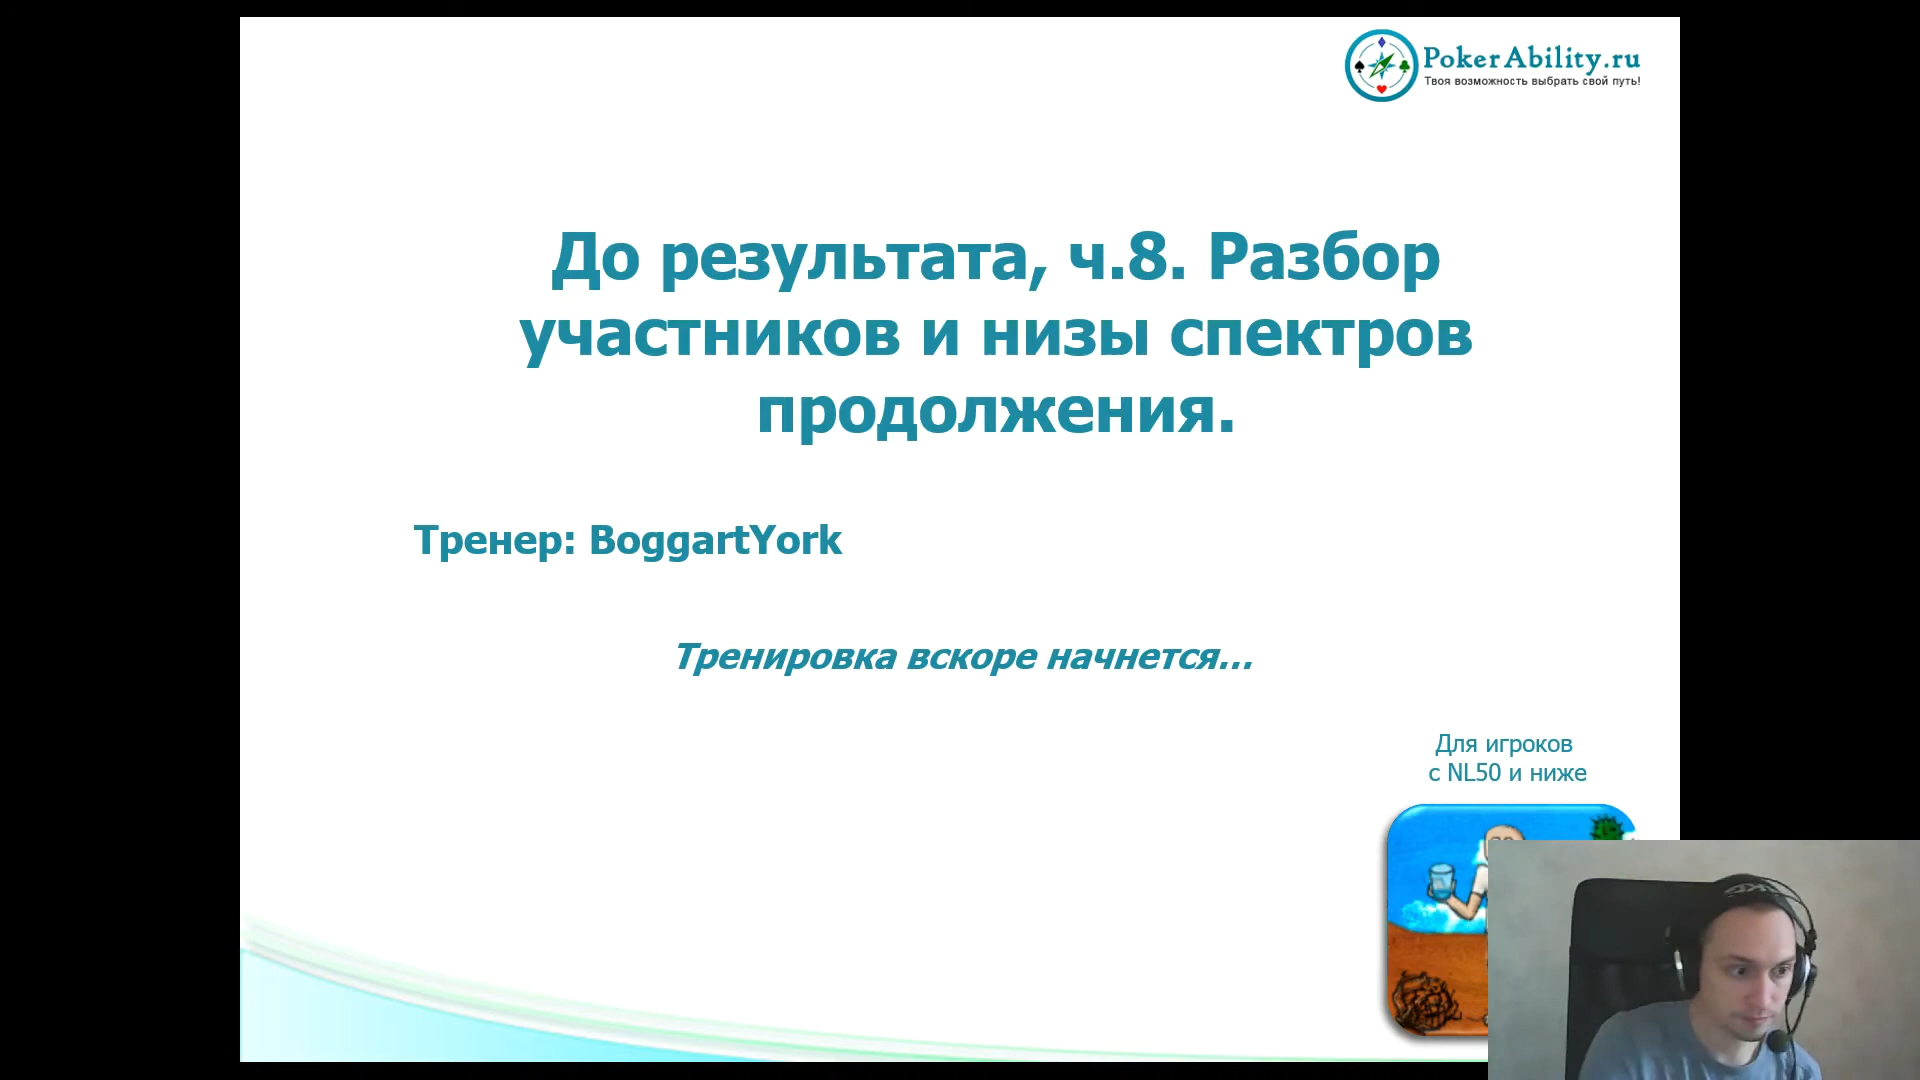 PokerAbility.ru
Твоя возможность выбрать свой путь!
До результата, ч.8. Разбор
участников и низы спектров
продолжения.
Тренер: BoggartYork
Тренировка вскоре начнется...
Для игроков
с NL50 и ниже